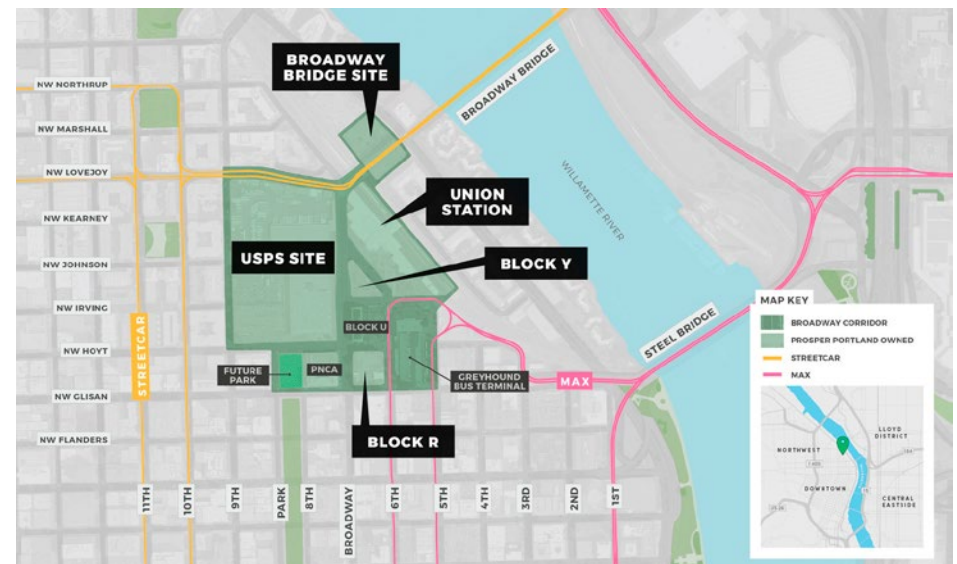 BROADWAY
BRIDGE SITE
BROADWAY BRIDGE
NW NORTHRUP
NW MARSHALL
NW LOVEJOY
NW KEARNEY
NW JOHNSON
NW IRVING
NW HOYT
NW GLISAN
NW FLANDERS
UNION
STATION
WILLAMETTE RIVER
USPS SITE
BLOCK Y
BLOCK U
STREETCAR
FUTURE
PARK
PNCA
GREYHOUND
BUS TERMINAL
MAX
STEEL BRIDGE
BLOCK R
11TH
10TH
9TH
PARK
8TH
BROADWAY
6TH
5TH
4TH
3RD
2ND
1ST
MAP KEY
BROADWAY CORRIDOR
PROSPER PORTLAND OWNED
STREETCAR
MAX
NORTHWEST
LLOYD
DISTRICT
DOWNTOWN
CENTRAL
EASTSIDE